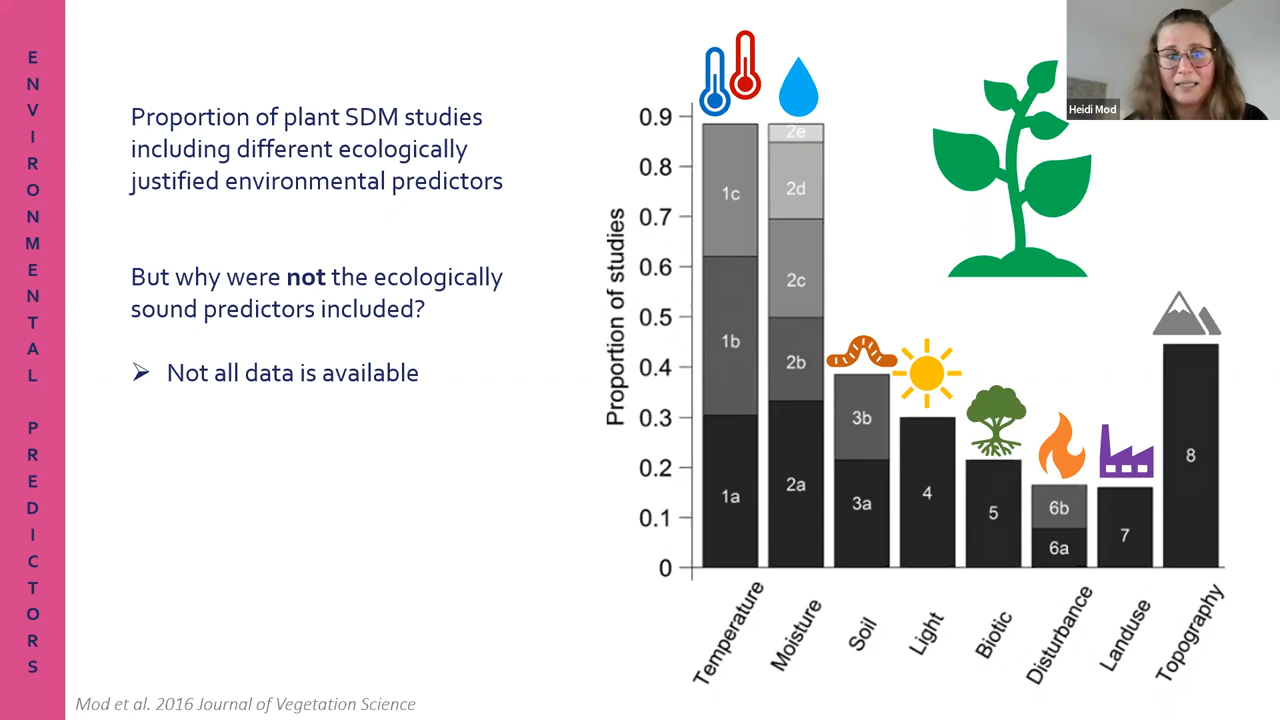 ENVIRONMENTAL PREDICTORS
Proportion of plant SDM studies
including different ecologically
justified environmental predictors
But why were not the ecologically
sound predictors included?
➢ Not all data is available
Mod et al. 2016 Journal of Vegetation Science
Proportion of studies
0.9
0.8
0.7
0.6
0.5
0.4
0.3
0.2
0.1
0
1c
1b
1a
2e
2d
2c
2b
2a
3b
3a
4
5
6b
6a
7
8
Temperature
Moisture
Soil
Light
Biotic
Disturbance
Landuse
Topography
Heidi Mod